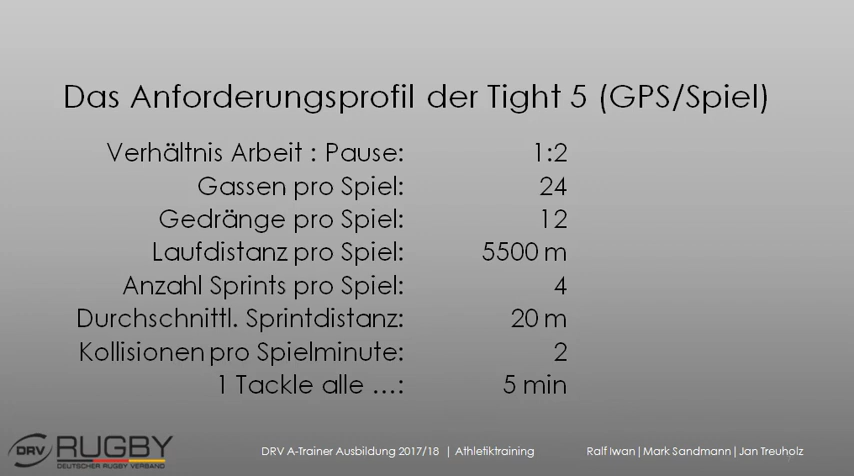 Das Anforderungsprofil der Tight 5 (GPS/Spiel)
Verhältnis Arbeit : Pause: 1:2
Gassen pro Spiel: 24
Gedränge pro Spiel: 12
Laufdistanz pro Spiel: 5500 m
Anzahl Sprints pro Spiel: 4
Durchschnittl. Sprintdistanz: 20 m
Kollisionen pro Spielminute: 2
1 Tackle alle ...: 5 min
DRV RUGBY
DEUTSCHER RUGBY VERBAND
DRV A-Trainer Ausbildung 2017/18 | Athletiktraining
Ralf Iwan|Mark Sandmann|Jan Treuholz